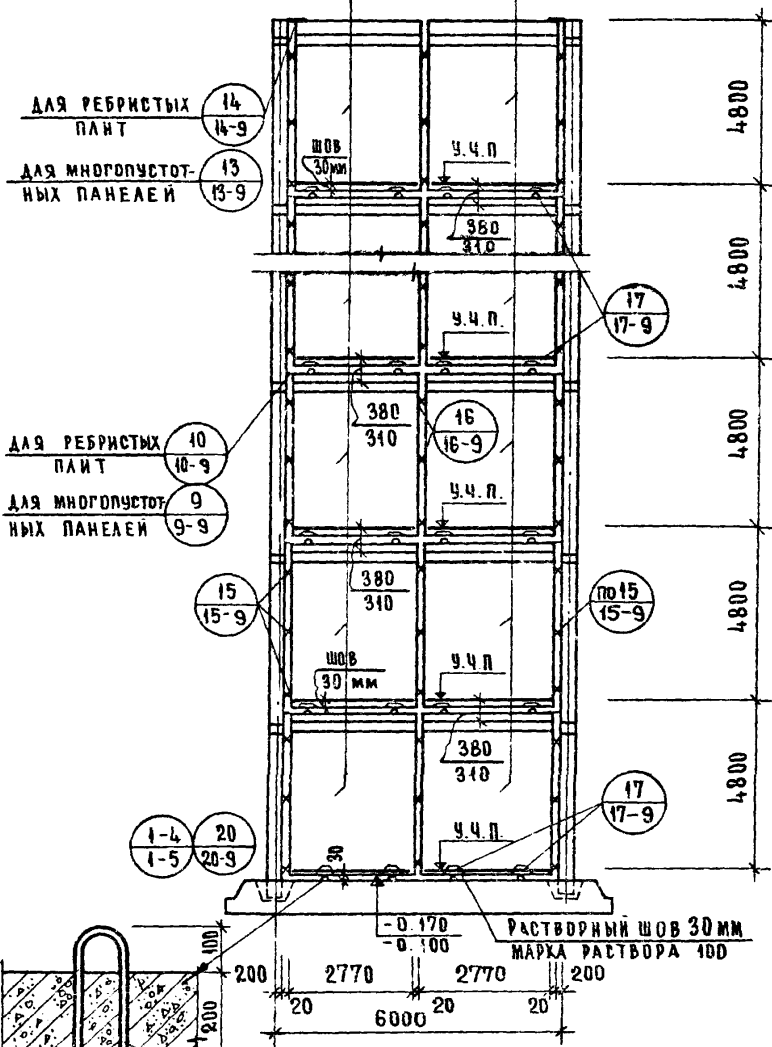 ДЛЯ РЕБРИСТЫХ
ПЛИТ
14
14-9
ДЛЯ МНОГОПУСТОТ-
НЫХ ПАНЕЛЕЙ
13
13-9
ШОВ
30мм
У.Ч.П
380
310
4800
4800
17
17-9
У.Ч.П.
380
310
16
16-9
4800
ДЛЯ РЕБРИСТЫХ
ПЛИТ
10
10-9
ДЛЯ МНОГОПУСТОТ
НЫХ ПАНЕЛЕЙ
9
9-9
У.Ч.П.
380
310
15
15-9
ПО 15
15-9
4800
ШОВ
30 мм
У.Ч.П
380
310
4800
17
17-9
1-4
1-5
20
20-9
30
У.Ч.П.
-0.170
-0.100
РАСТВОРНЫЙ ШОВ 30ММ
МАРКА РАСТВОРА 100
100
200
200 2770 2770 200
20 20 20
6000